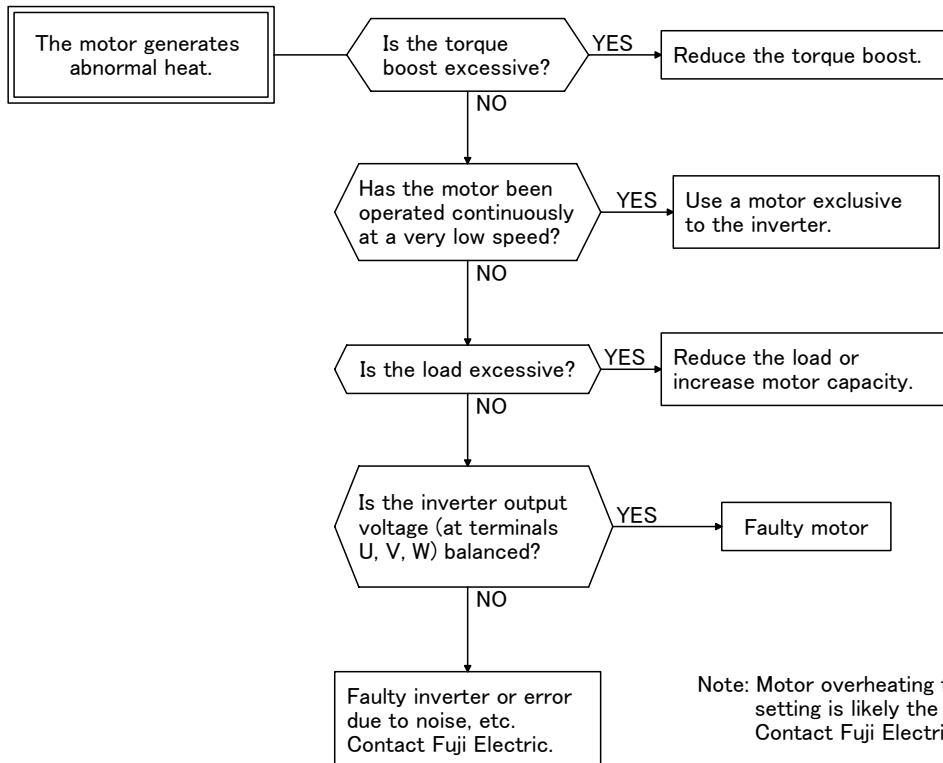 The motor generates
abnormal heat.
Is the torque
boost excessive?
YES
Reduce the torque boost.
NO
Has the motor been
operated continuously
at a very low speed?
YES
Use a motor exclusive
to the inverter.
NO
Is the load excessive?
YES
Reduce the load or
increase motor capacity.
NO
Is the inverter output
voltage (at terminals
U, V, W) balanced?
YES
Faulty motor
NO
Faulty inverter or error
due to noise, etc.
Contact Fuji Electric.
Note: Motor overheating
setting is likely the
Contact Fuji